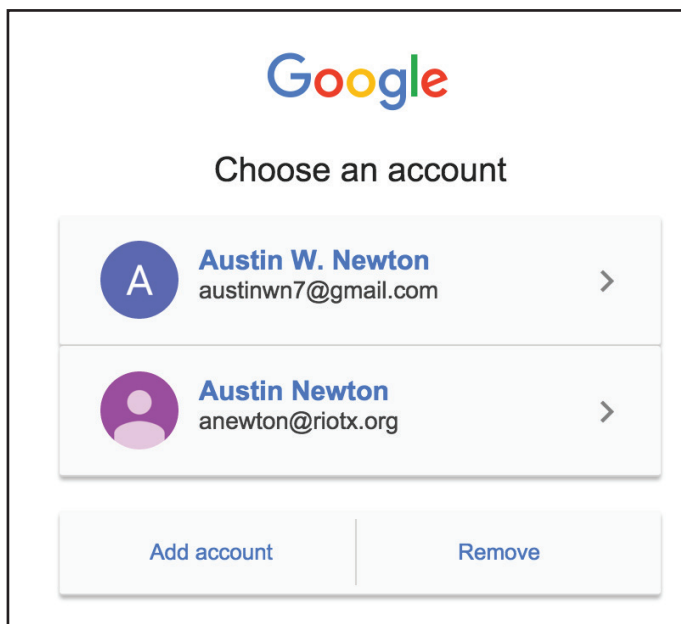 Google
Choose an account
A
Austin W. Newton
austinwn7@gmail.com
Austin Newton
anewton@riotx.org
Add account
Remove